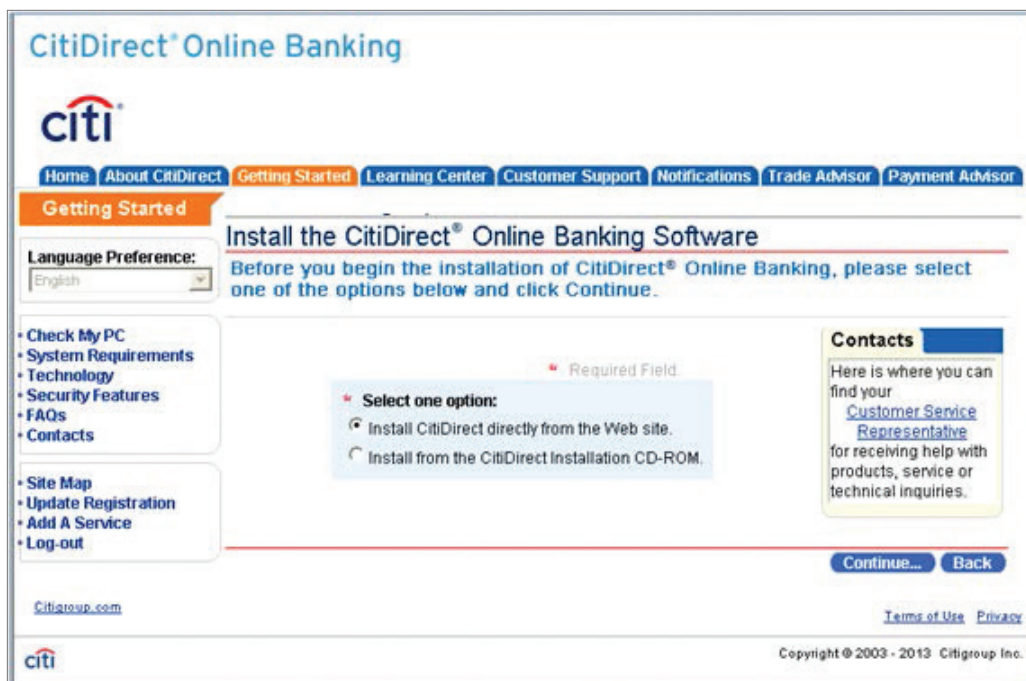 CitiDirect® Online Banking
citi®
Home About CitiDirect Getting Started Learning Center Customer Support Notifications Trade Advisor Payment Advisor
Getting Started
Language Preference:
English
• Check My PC
• System Requirements
• Technology
• Security Features
• FAQs
• Contacts
• Site Map
• Update Registration
• Add A Service
• Log-out
Install the CitiDirect® Online Banking Software
Before you begin the installation of CitiDirect® Online Banking, please select
one of the options below and click Continue.
* Required Field
* Select one option:
Install CitiDirect directly from the Web site.
Install from the CitiDirect Installation CD-ROM.
Contacts
Here is where you can
find your
Customer Service
Representative
for receiving help with
products, service or
technical inquiries.
Continue... Back
Citigroup.com
Terms of Use Privacy
citi
Copyright © 2003 - 2013 Citigroup Inc.